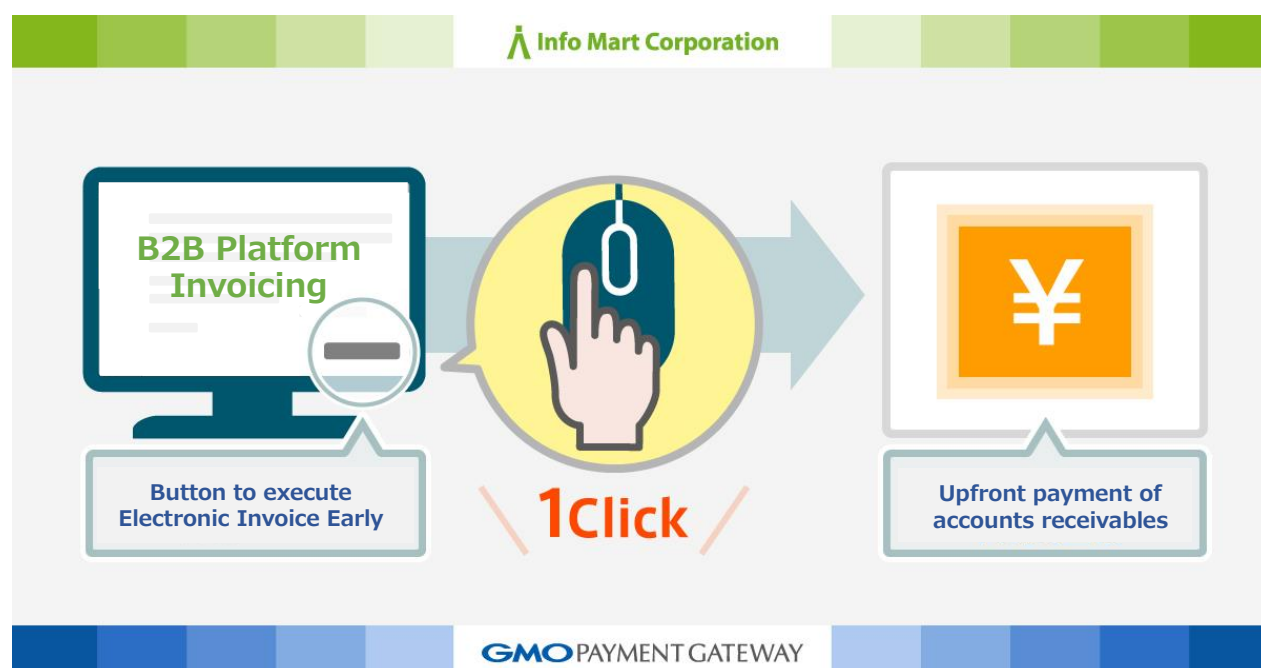 Info Mart Corporation
B2B Platform
Invoicing
Button to execute
Electronic Invoice Early
1Click
¥
Upfront payment of
accounts receivables
GMO PAYMENT GATEWAY